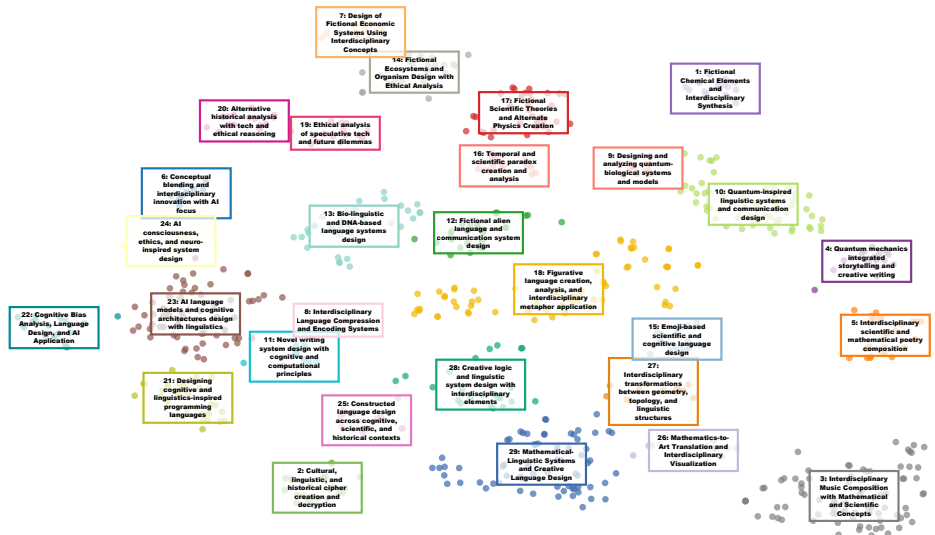 7: Design of
Fictional Economic
Systems Using
Interdisciplinary
Concepts
14: Fictional
Ecosystems and
Organism Design with
Ethical Analysis
1: Fictional
Chemical Elements
and
Interdisciplinary
Synthesis
17: Fictional
Scientific Theories
and Alternate
Physics Creation
20: Alternative
historical analysis
with tech and
ethical reasoning
19: Ethical analysis
of speculative tech
and future dilemmas
16: Temporal and
scientific paradox
creation and
analysis
9: Designing and
analyzing quantum-
biological systems
and models
6: Conceptual
blending and
interdisciplinary
innovation with AI
focus
10: Quantum-inspired
linguistic systems
and communication
design
13: Bio-linguistic
and DNA-based
language systems
design
12: Fictional alien
language and
communication system
design
24: AI
consciousness,
ethics, and neuro-
inspired system
design
4: Quantum mechanics
integrated
storytelling and
creative writing
18: Figurative
language creation,
analysis, and
interdisciplinary
metaphor application
23: AI language
models and cognitive
architectures design
with linguistics
22: Cognitive Bias
Analysis, Language
Design, and AI
Application
8: Interdisciplinary
Language Compression
and Encoding Systems
5: Interdisciplinary
scientific and
mathematical poetry
composition
15: Emoji-based
scientific and
cognitive language
design
11: Novel writing
system design with
cognitive and
computational
principles
28: Creative logic
and linguistic
system design with
interdisciplinary
elements
27:
Interdisciplinary
transformations
between geometry,
topology, and
linguistic
structures
21: Designing
cognitive and
linguistics-inspired
programming
languages
25: Constructed
language design
across cognitive,
scientific, and
historical contexts
26: Mathematics-to-
Art Translation and
Interdisciplinary
Visualization
29: Mathematical-
Linguistic Systems
and Creative
Language Design
2: Cultural,
linguistic, and
historical cipher
creation and
decryption
3: Interdisciplinary
Music Composition
with Mathematical
and Scientific
Concepts